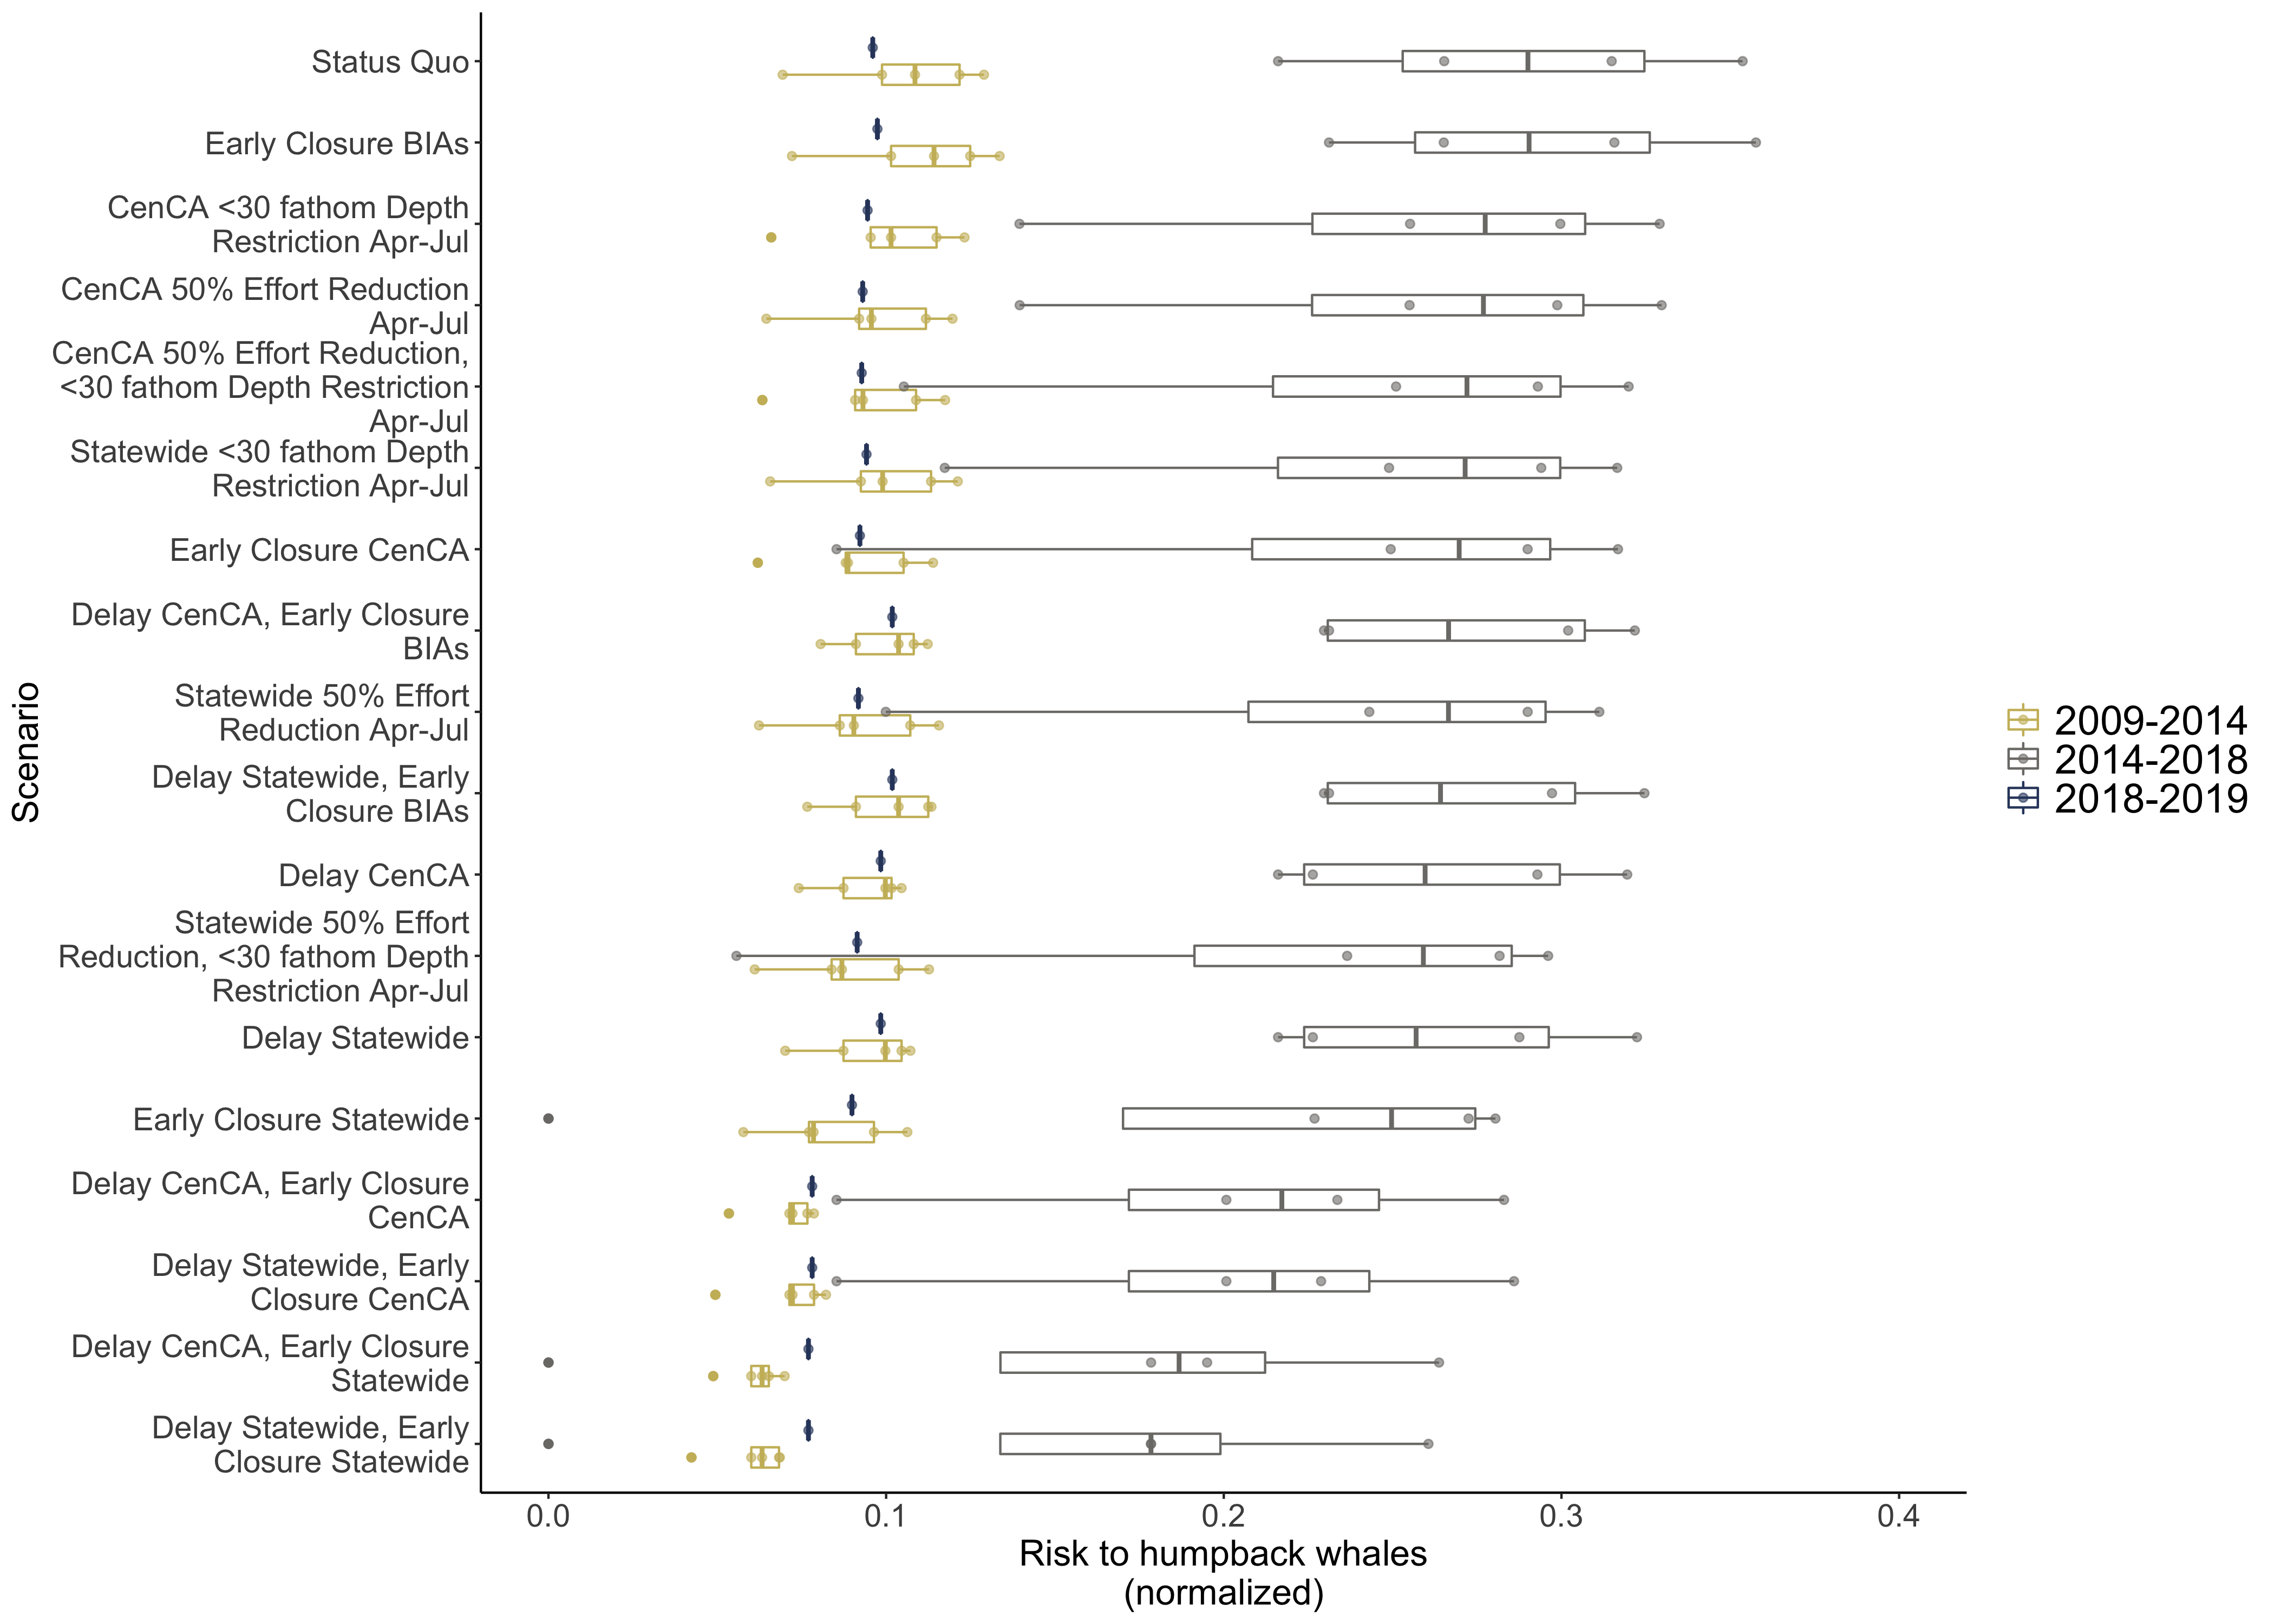 Status Quo
Early Closure BIAs
CenCA <30 fathom Depth
Restriction Apr-Jul
CenCA 50% Effort Reduction
Apr-Jul
CenCA 50% Effort Reduction,
<30 fathom Depth Restriction
Apr-Jul
Statewide <30 fathom Depth
Restriction Apr-Jul
Early Closure CenCA
Delay CenCA, Early Closure
BIAs
Statewide 50% Effort
Reduction Apr-Jul
Delay Statewide, Early
Closure BIAs
Delay CenCA
Statewide 50% Effort
Reduction, <30 fathom Depth
Restriction Apr-Jul
Delay Statewide
Early Closure Statewide
Delay CenCA, Early Closure
CenCA
Delay Statewide, Early
Closure CenCA
Delay CenCA, Early Closure
Statewide
Delay Statewide, Early
Closure Statewide
Scenario
0.0 0.1 0.2 0.3 0.4
Risk to humpback whales
(normalized)
2009-2014
2014-2018
2018-2019